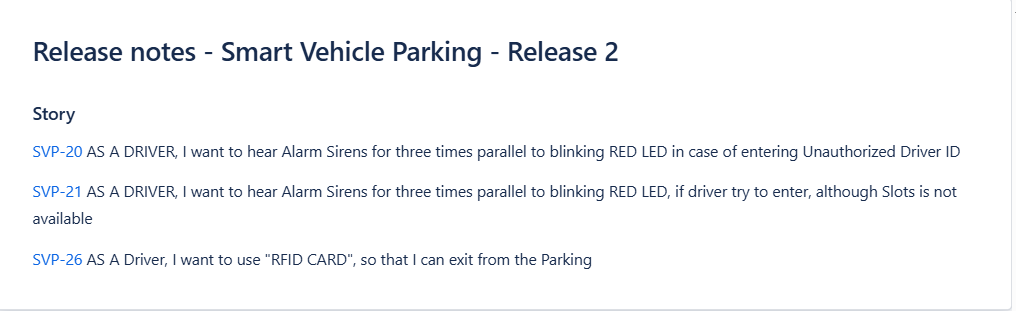 Release notes - Smart Vehicle Parking - Release 2
Story
SVP-20 AS A DRIVER, I want to hear Alarm Sirens for three times parallel to blinking RED LED in case of entering Unauthorized Driver ID
SVP-21 AS A DRIVER, I want to hear Alarm Sirens for three times parallel to blinking RED LED, if driver try to enter, although Slots is not
available
SVP-26 AS A Driver, I want to use "RFID CARD", so that I can exit from the Parking